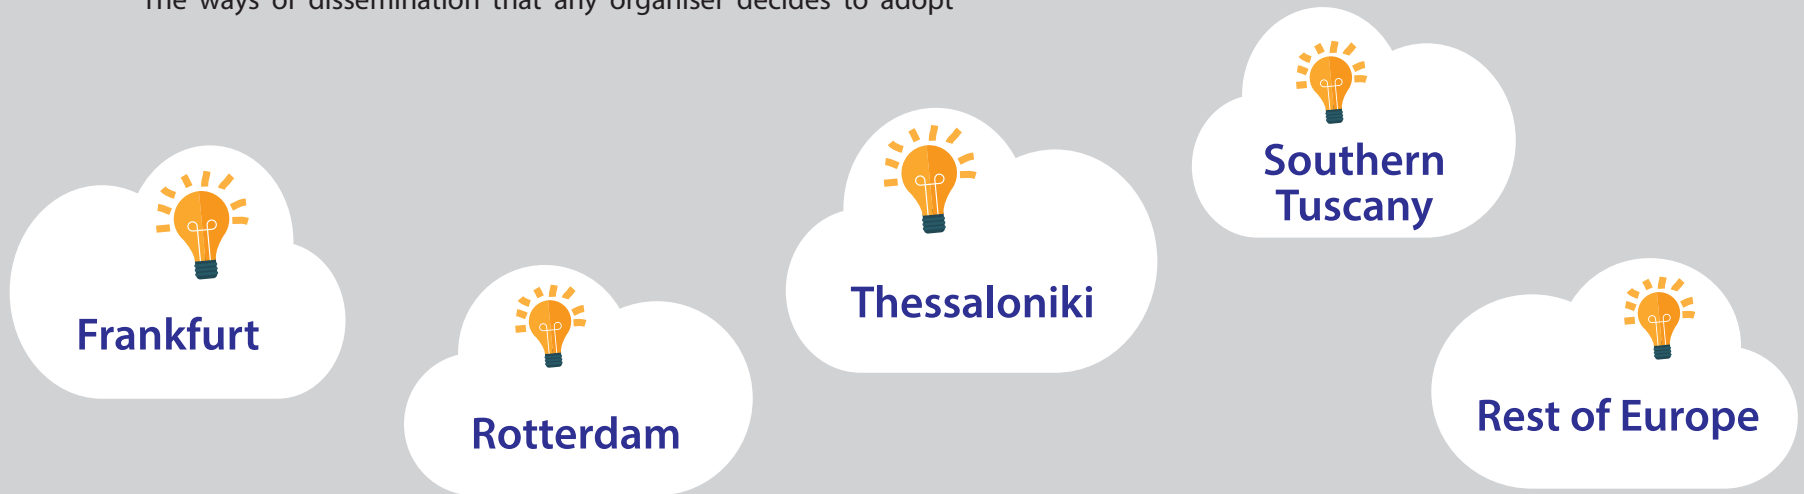 The ways of dissemination that any organiser decides to adopt
Frankfurt
Rotterdam
Thessaloniki
Southern
Tuscany
Rest of Europe